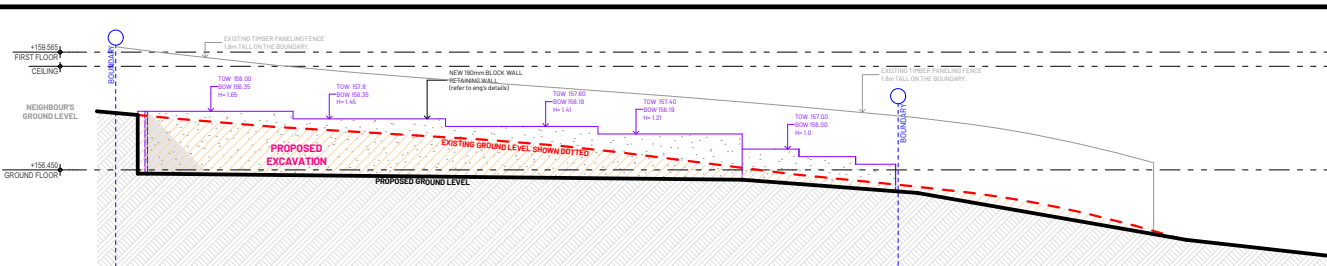 EXISTING TIMBER PANELING FENCE
1.8m TALL ON THE BOUNDARY.
+159.565
FIRST FLOOR
CEILING
BOUNDARY
NEW 190mm BLOCK WALL
RETAINING WALL
(refer to eng's details)
EXISTING TIMBER PANELING FENCE
1.8m TALL ON THE BOUNDARY.
TOW 158.00
BOW 156.35
H= 1.65
TOW 157.8
BOW 156.35
H= 1.45
TOW 157.60
BOW 156.19
H= 1.41
TOW 157.40
BOW 156.19
H= 1.21
TOW 157.00
BOW 156.00
H= 1.0
BOUNDARY
NEIGHBOUR'S
GROUND LEVEL
PROPOSED
EXCAVATION
EXISTING GROUND LEVEL SHOWN DOTTED
+156.450
GROUND FLOOR
PROPOSED GROUND LEVEL